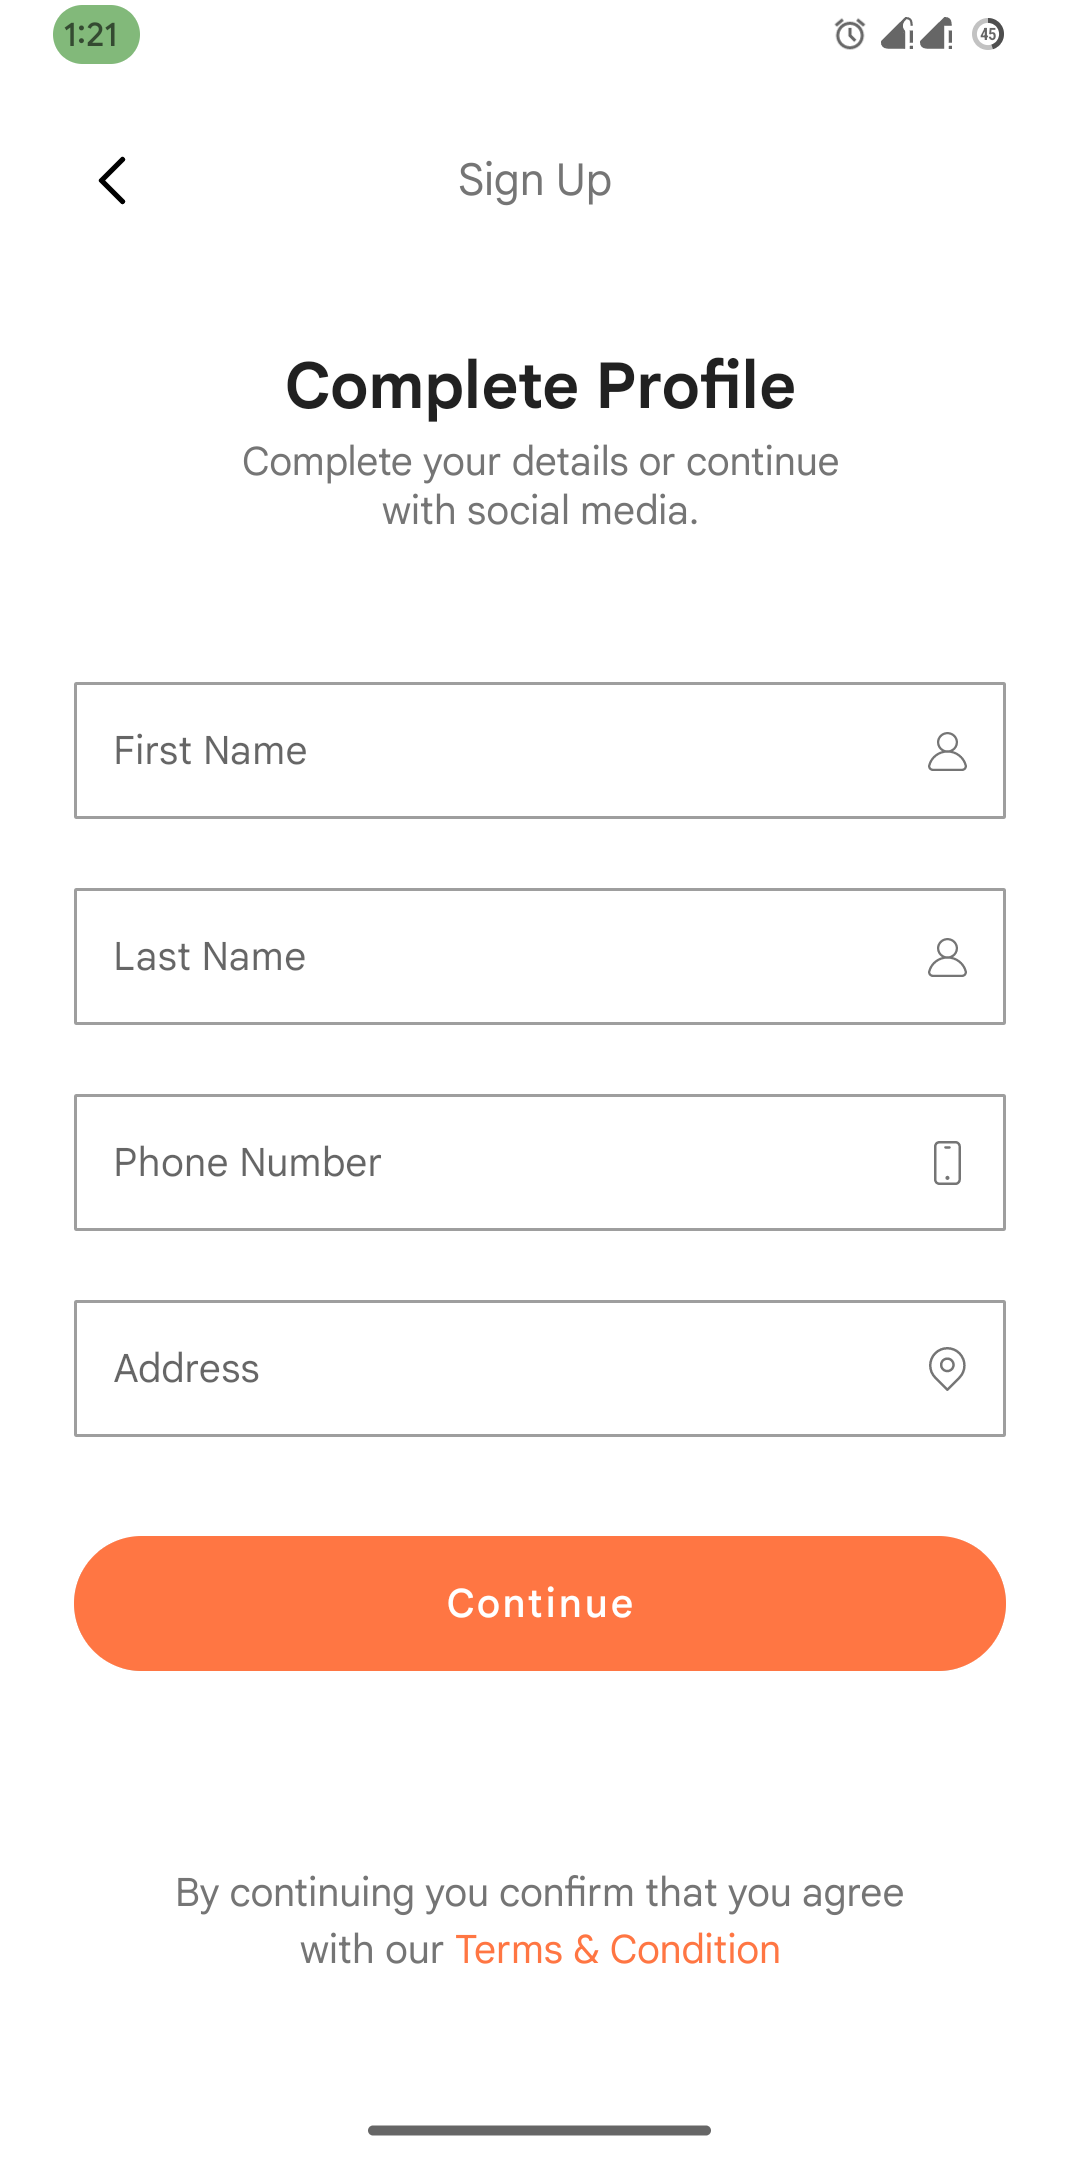 1:21
45
Sign Up
Complete Profile
Complete your details or continue
with social media.
First Name
Last Name
Phone Number
Address
Continue
By continuing you confirm that you agree
with our Terms & Condition